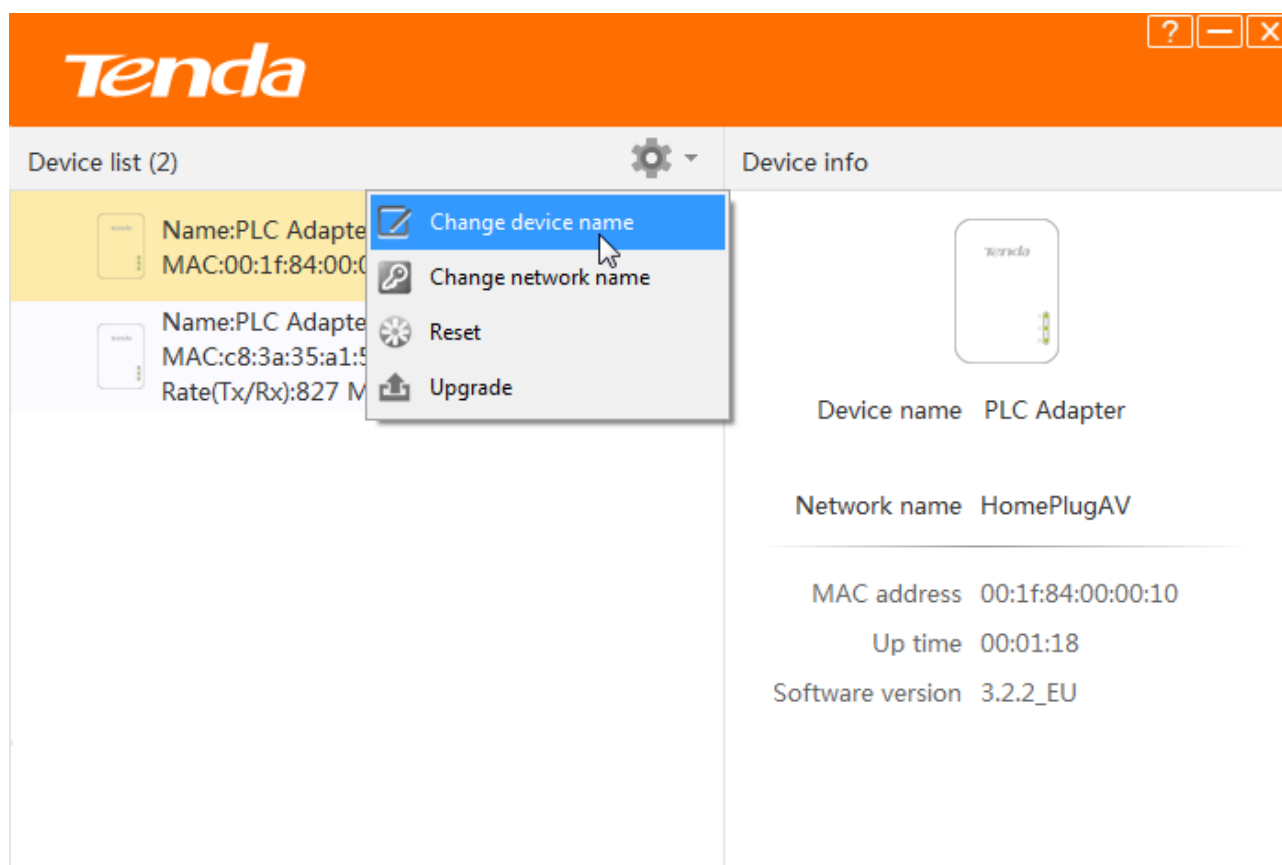 ?
Tenda
Device list (2)
Device info
Name:PLC Adapte
MAC:00:1f:84:00:0
Name:PLC Adapte
MAC:c8:3a:35:a1:5
Rate(Tx/Rx):827 M
Change device name
Change network name
Reset
Upgrade
Tenda
Device name PLC Adapter
Network name HomePlugAV
MAC address 00:1f:84:00:00:10
Up time 00:01:18
Software version 3.2.2_EU